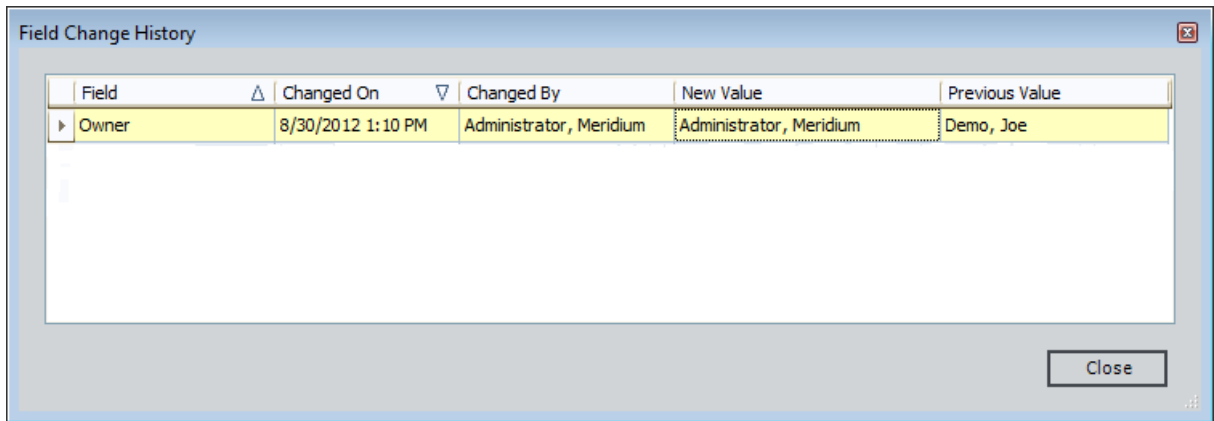 Field Change History
Field Changed On Changed By New Value Previous Value
Owner 8/30/2012 1:10 PM Administrator, Meridium Administrator, Meridium Demo, Joe
Close